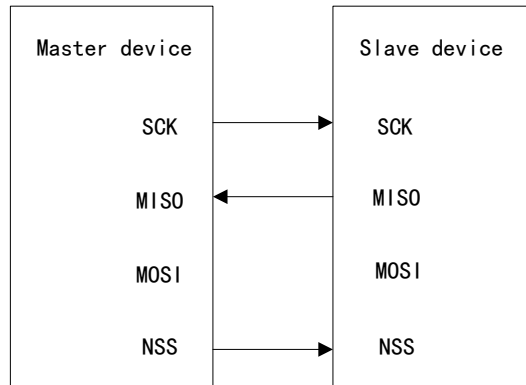 Master device
SCK
MISO
MOSI
NSS
Slave device
SCK
MISO
MOSI
NSS